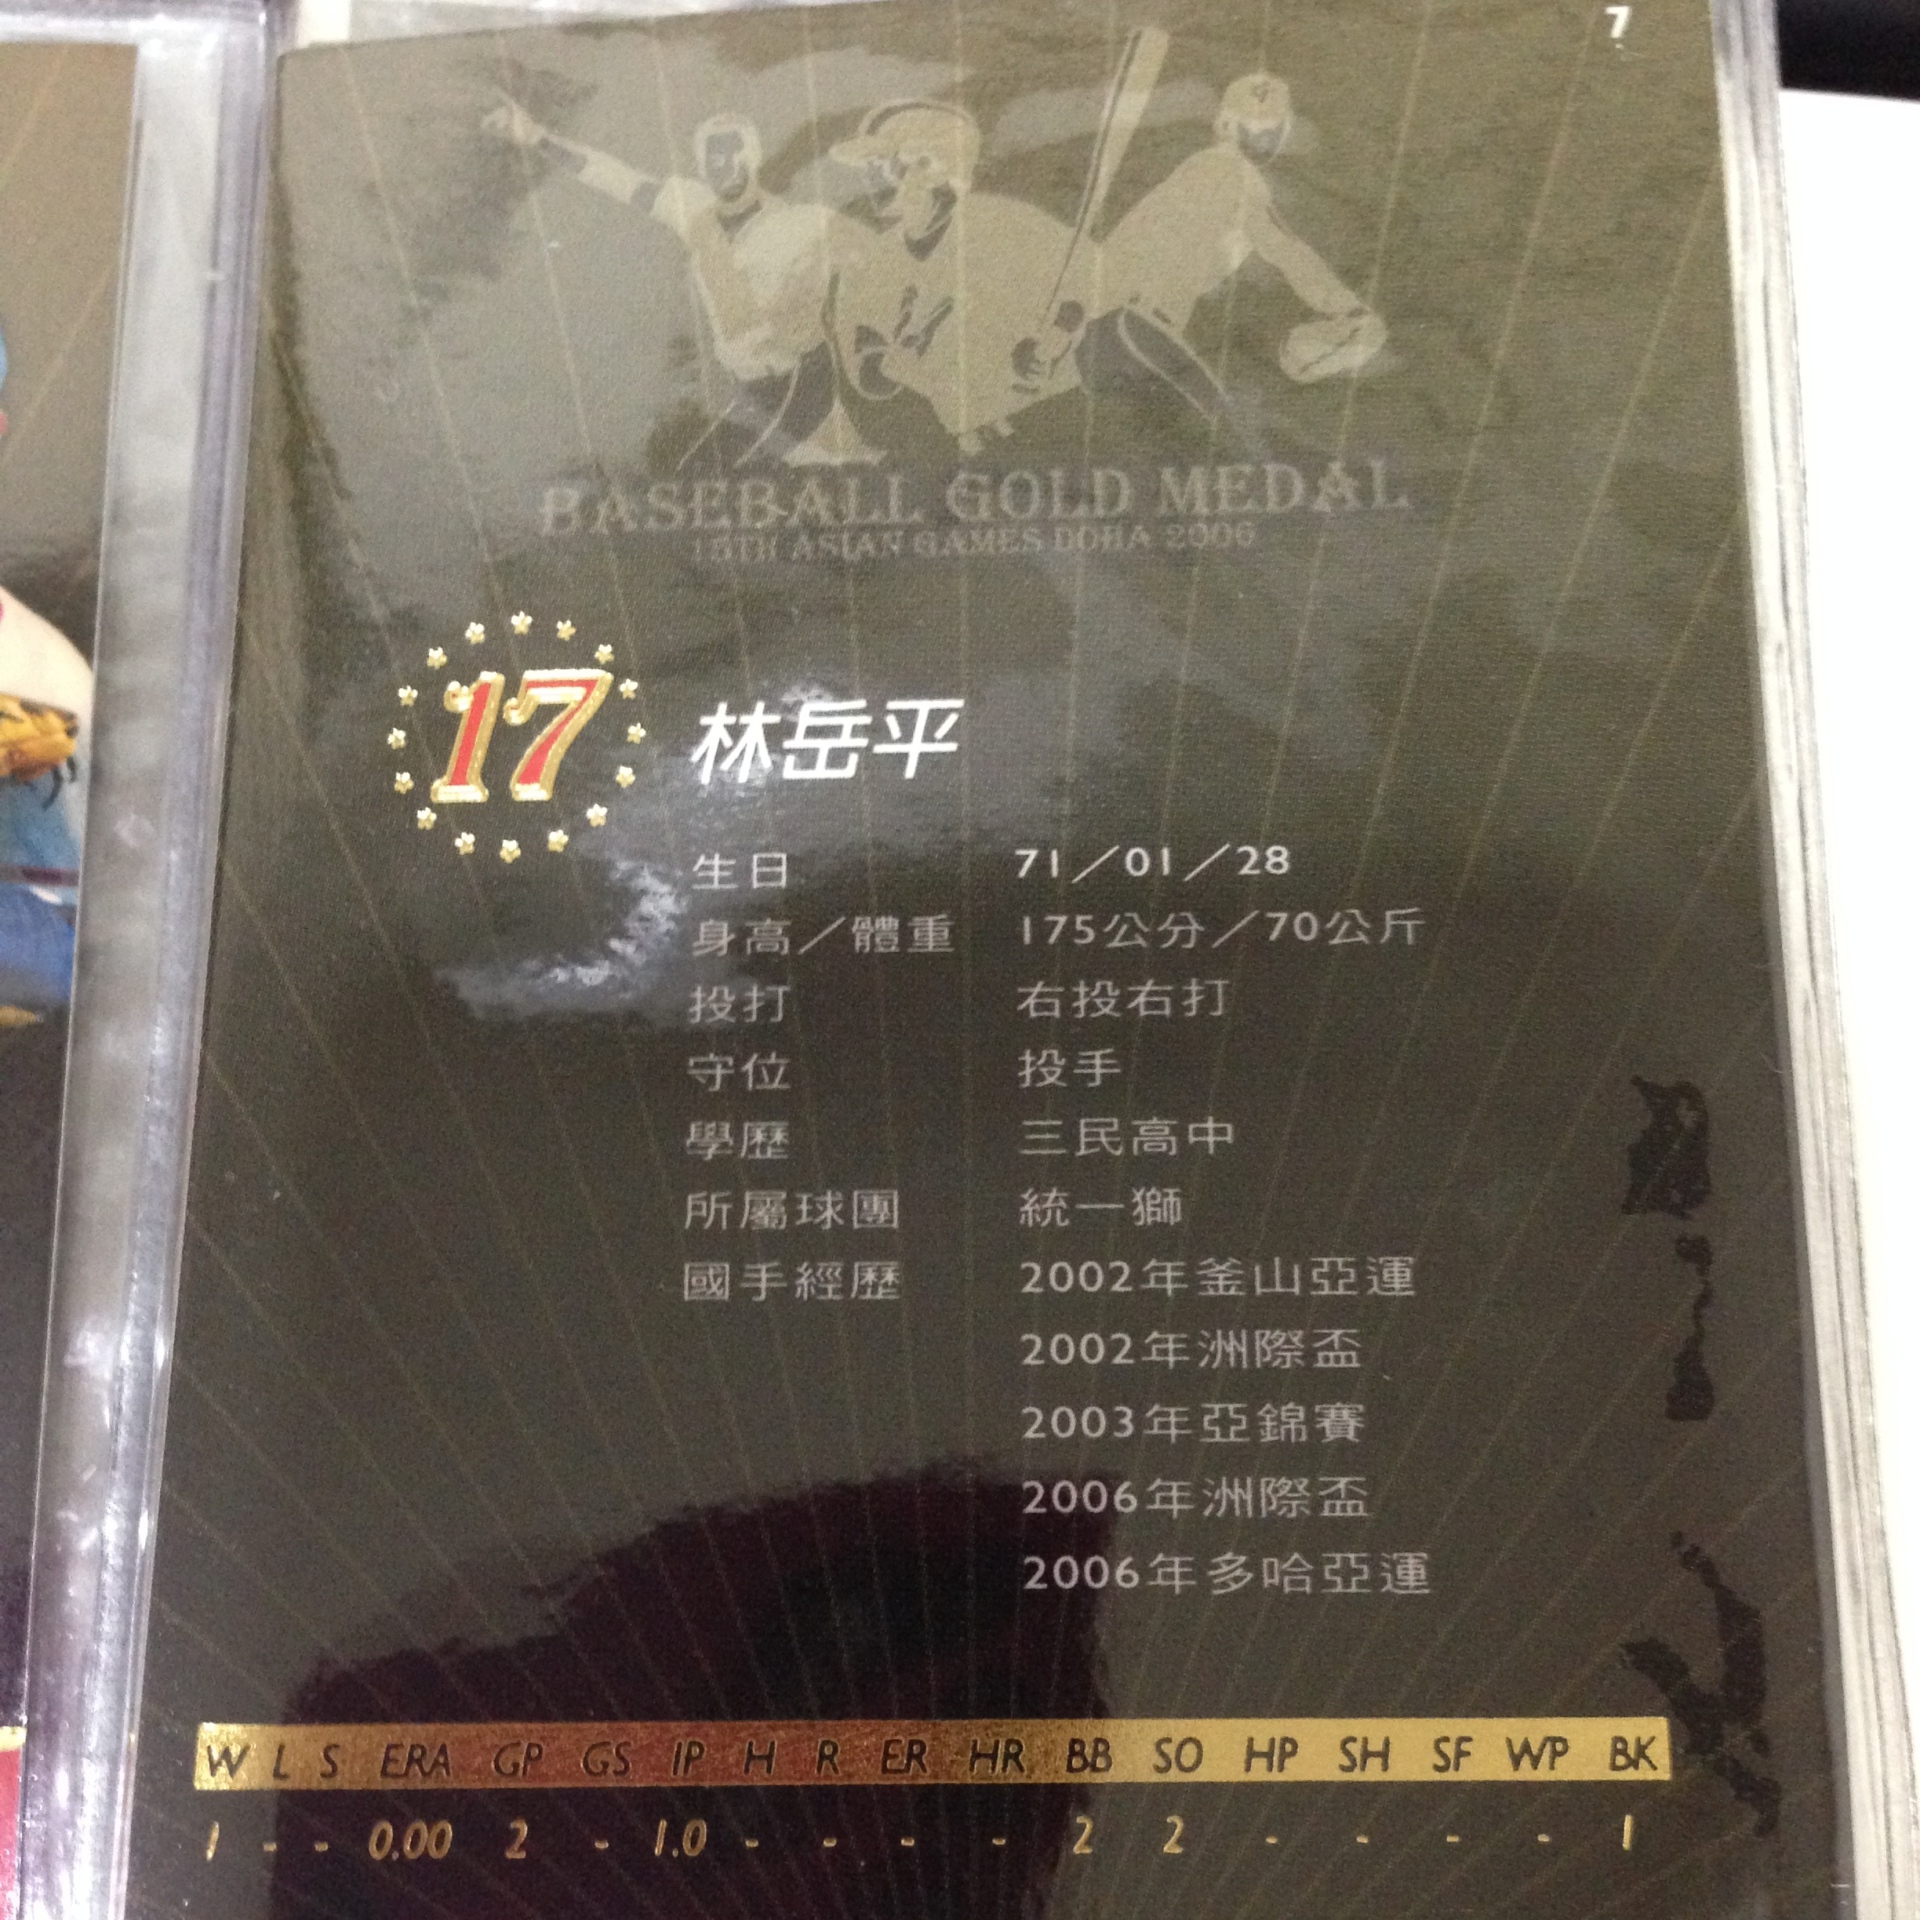 7
BASEBALL GOLD MEDAL
15TH ASIAN GAMES DOHA 2006
17 林岳平
生日 71／01／28
身高／體重 175公分／70公斤
投打 右投右打
守位 投手
學歷 三民高中
所屬球團 統一獅
國手經歷 2002年釜山亞運
2002年洲際盃
2003年亞錦賽
2006年洲際盃
2006年多哈亞運
W L S ERA GP GS IP H R ER HR BB SO HP SH SF WP BK
1 - - 0.00 2 - 1.0 - - - - 2 2 - - - - 1